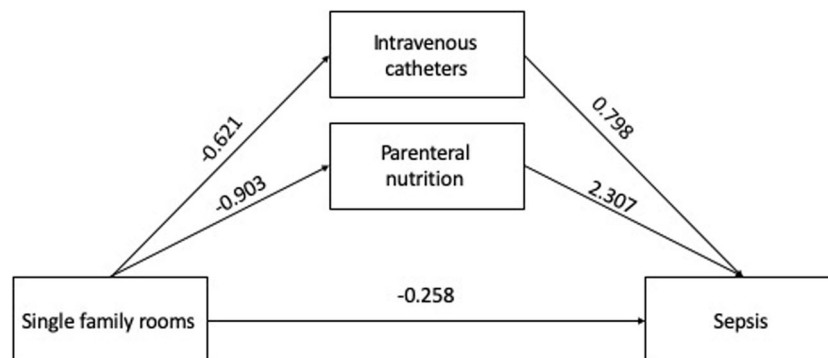 Intravenous
catheters
-0.621
0.798
Parenteral
nutrition
-0.903
2.307
-0.258
Single family rooms
Sepsis